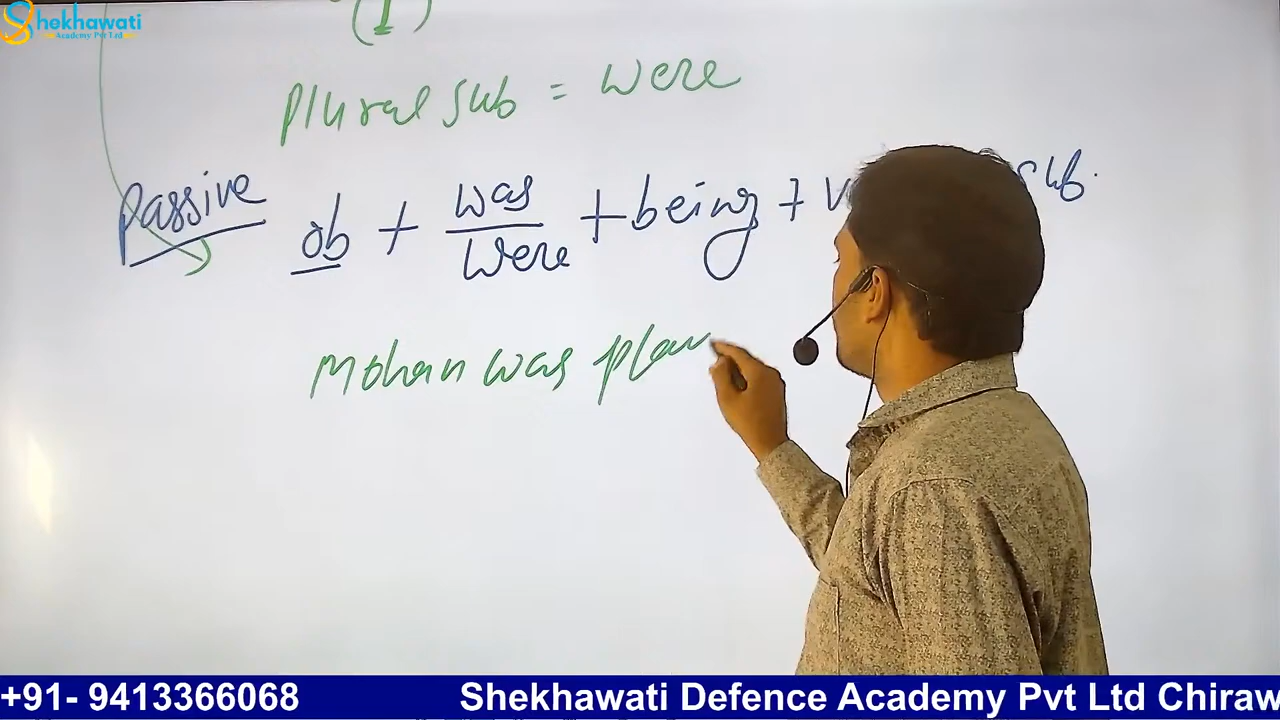 Shekhawati
Academy Pvt Ltd
(I)
Plural sub = were
Passive ob + was/were + being + v sub.
Mohan was play
+91- 9413366068 Shekhawati Defence Academy Pvt Ltd Chiraw